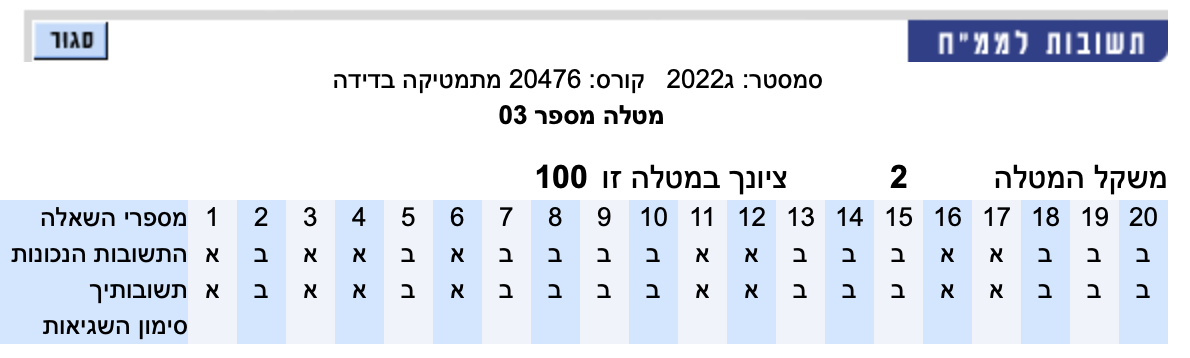 תשובות לממ"ח סגור
סמסטר: ג2022 קורס: 20476 מתמטיקה בדידה
מטלה מספר 03
משקל המטלה 2 ציונך במטלה זו 100
מספרי השאלה 1 2 3 4 5 6 7 8 9 10 11 12 13 14 15 16 17 18 19 20
התשובות הנכונות א ב א א ב א ב ב ב ב א א ב ב ב א א ב ב ב
תשובותיך א ב א א ב א ב ב ב ב א א ב ב ב א א ב ב ב
סימון השגיאות